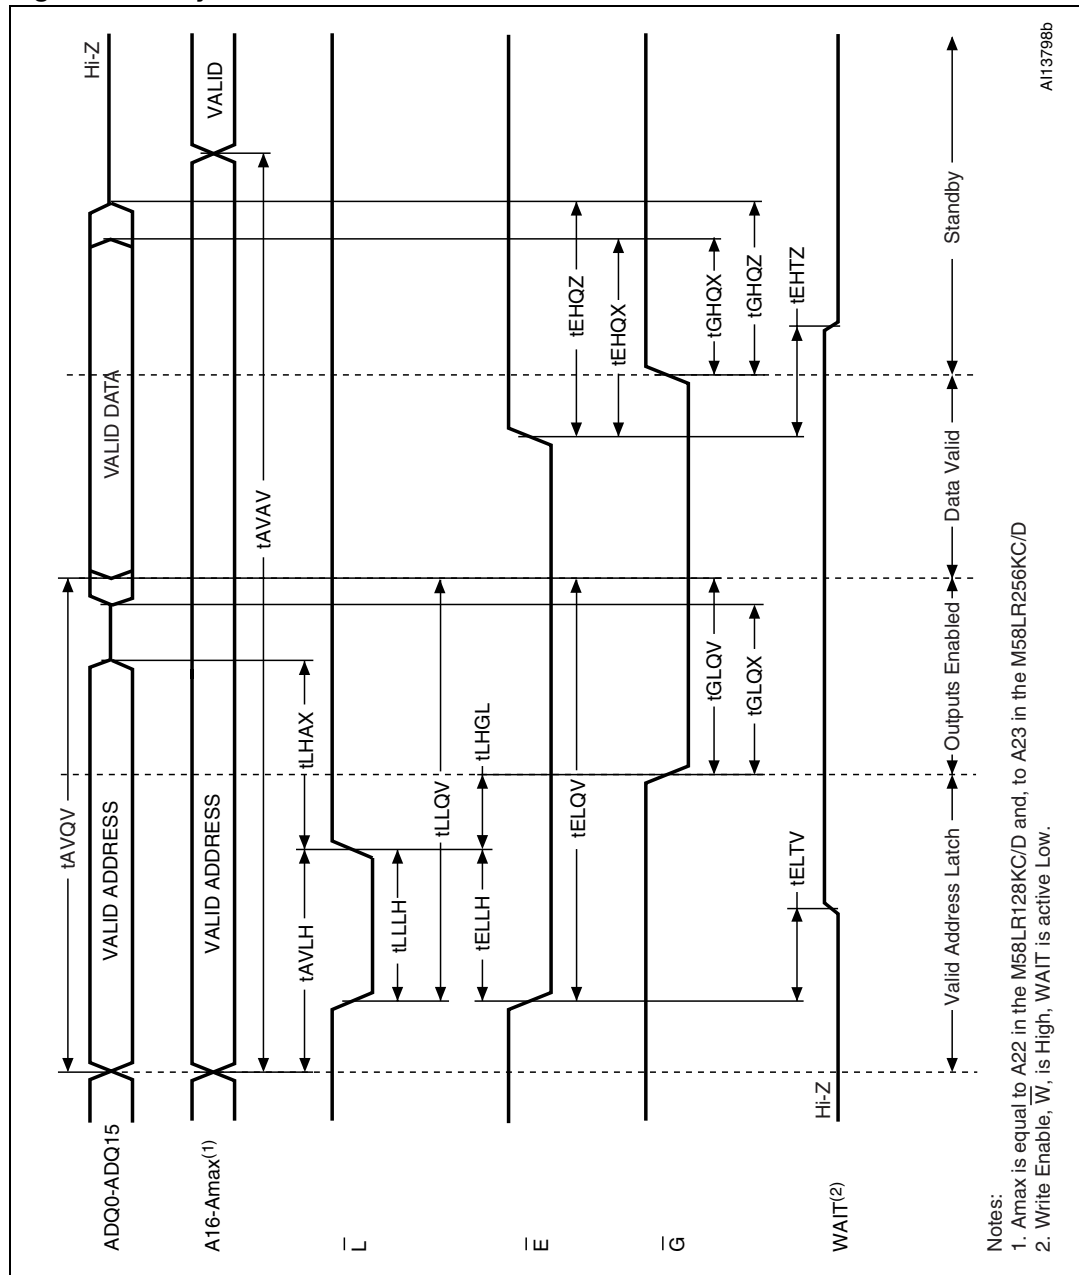 tAVQV
ADQ0-ADQ15
VALID ADDRESS
VALID DATA
Hi-Z
A16-Amax(1)
VALID ADDRESS
VALID
tAVAV
tAVLH
tLHAX
L
tLLLH
tLLQV
tELLH
tLHGL
E
tELQV
tEHQZ
tEHQX
G
tGLQV
tGHQX
tGLQX
tGHQZ
tELTV
tEHTZ
WAIT(2)
Hi-Z
Valid Address Latch
Outputs Enabled
Data Valid
Standby
Notes:
1. Amax is equal to A22 in the M58LR128KC/D and, to A23 in the M58LR256KC/D
2. Write Enable, W, is High, WAIT is active Low.
AI13798b